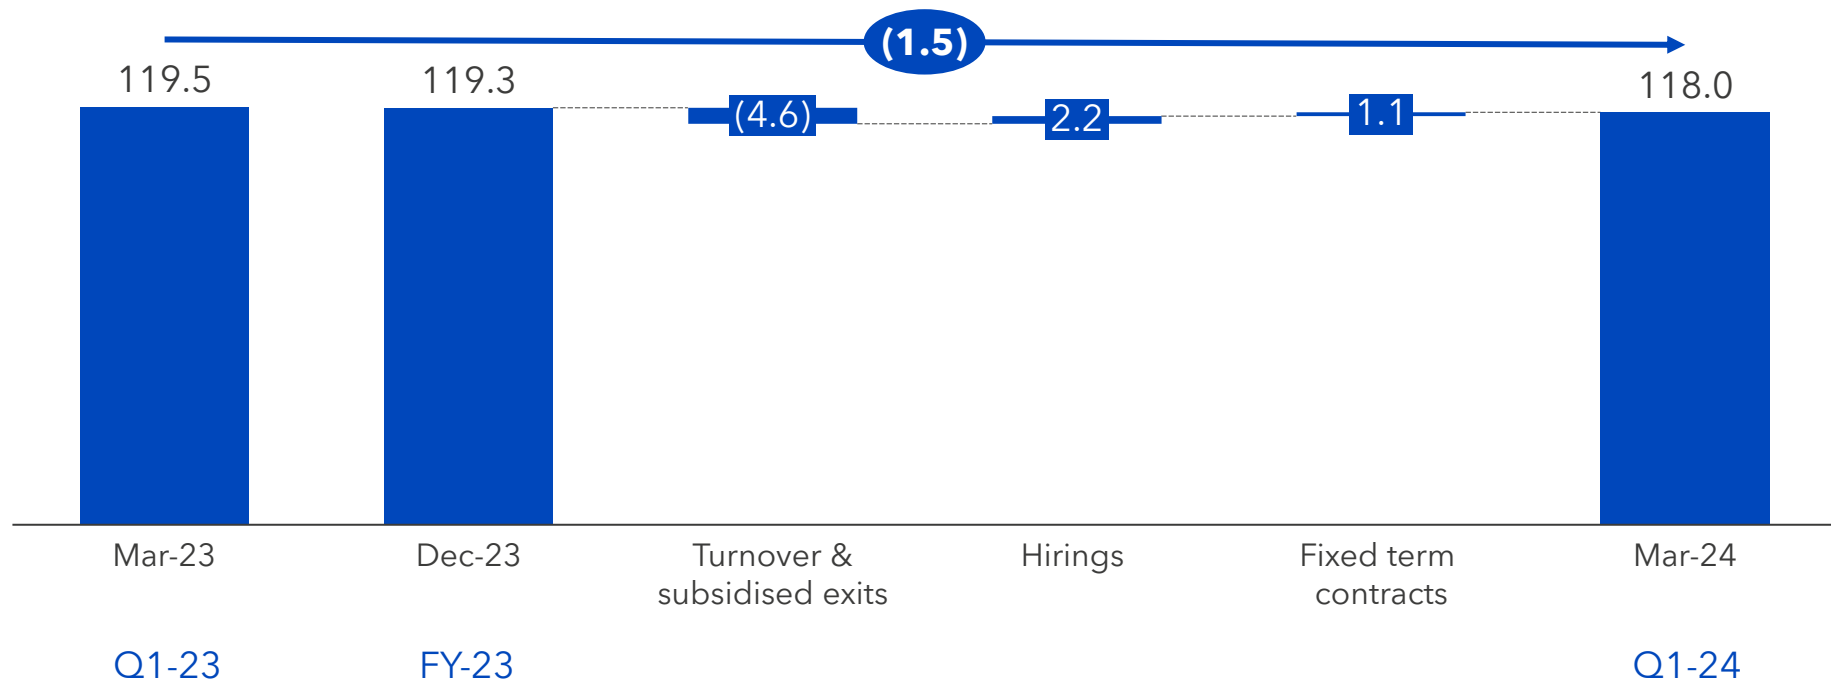 (1.5)
119.5
119.3
(4.6)
2.2
1.1
118.0
Mar-23
Dec-23
Turnover &
subsidised exits
Hirings
Fixed term
contracts
Mar-24
Q1-23
FY-23
Q1-24